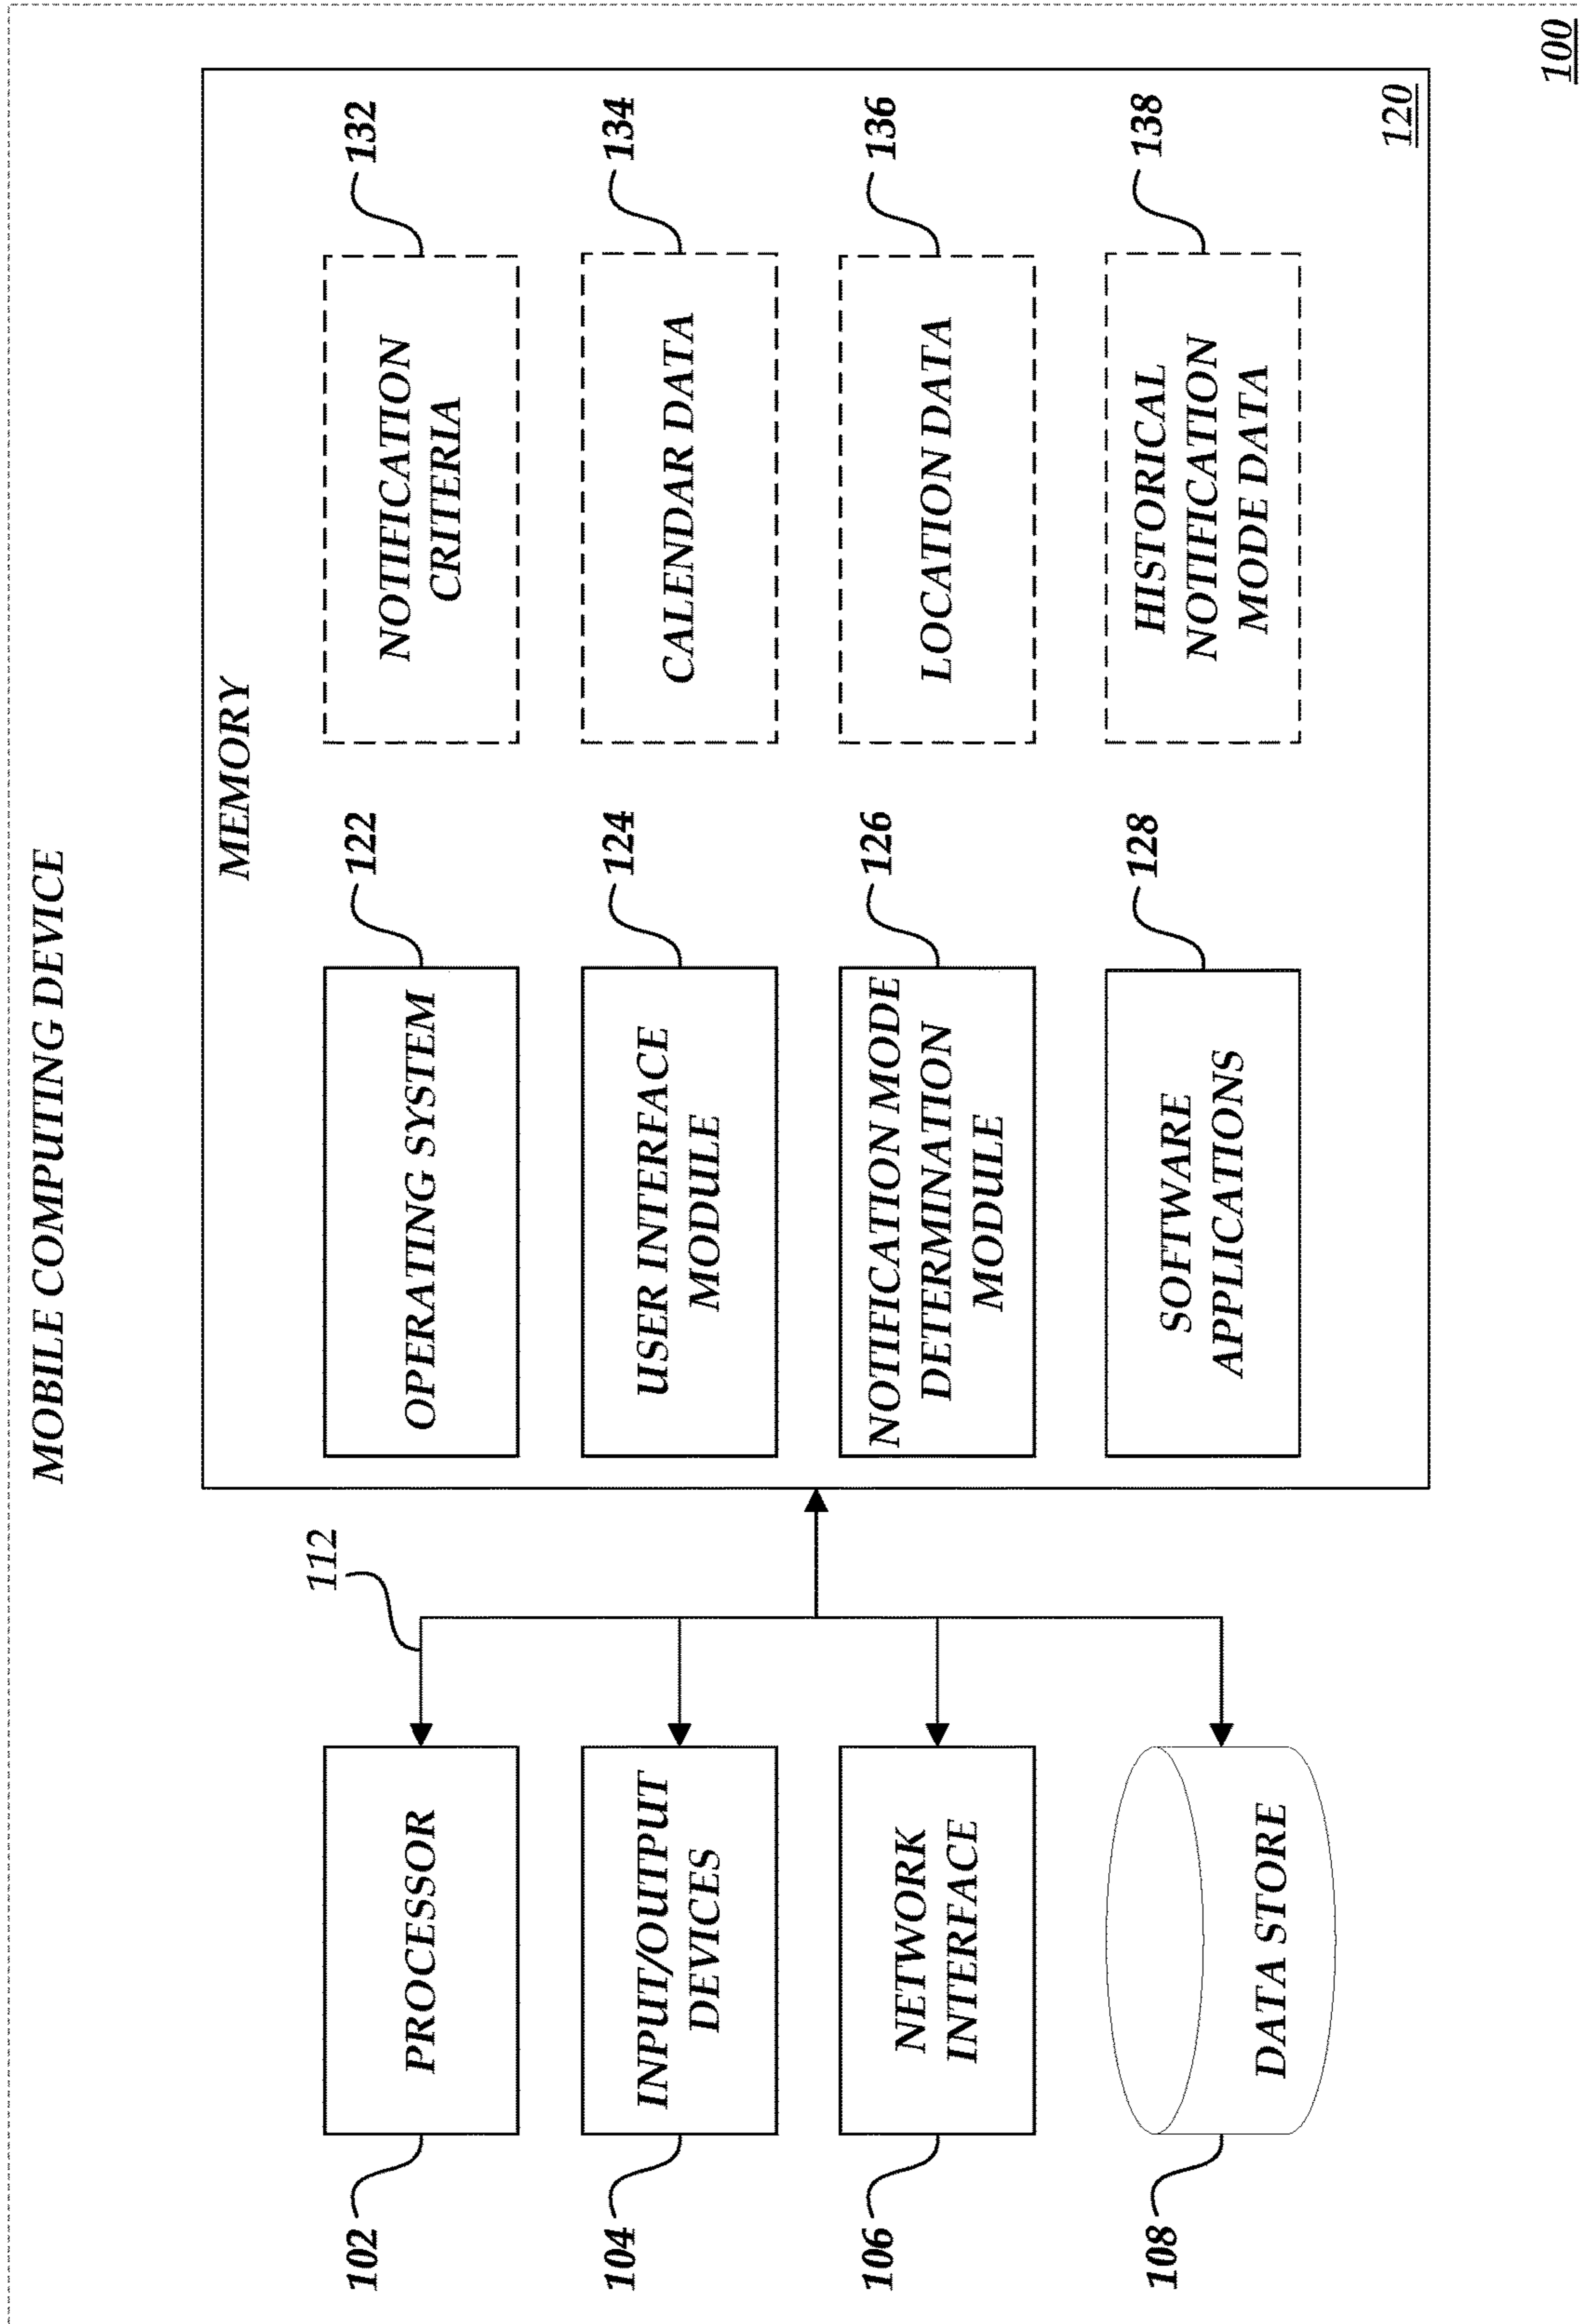 MOBILE COMPUTING DEVICE
MEMORY
112
102
PROCESSOR
OPERATING SYSTEM
122
NOTIFICATION
CRITERIA
132
104
INPUT/OUTPUT
DEVICES
USER INTERFACE
MODULE
124
CALENDAR DATA
134
106
NETWORK
INTERFACE
NOTIFICATION MODE
DETERMINATION
MODULE
126
LOCATION DATA
136
108
DATA STORE
SOFTWARE
APPLICATIONS
128
HISTORICAL
NOTIFICATION
MODE DATA
138
120
100